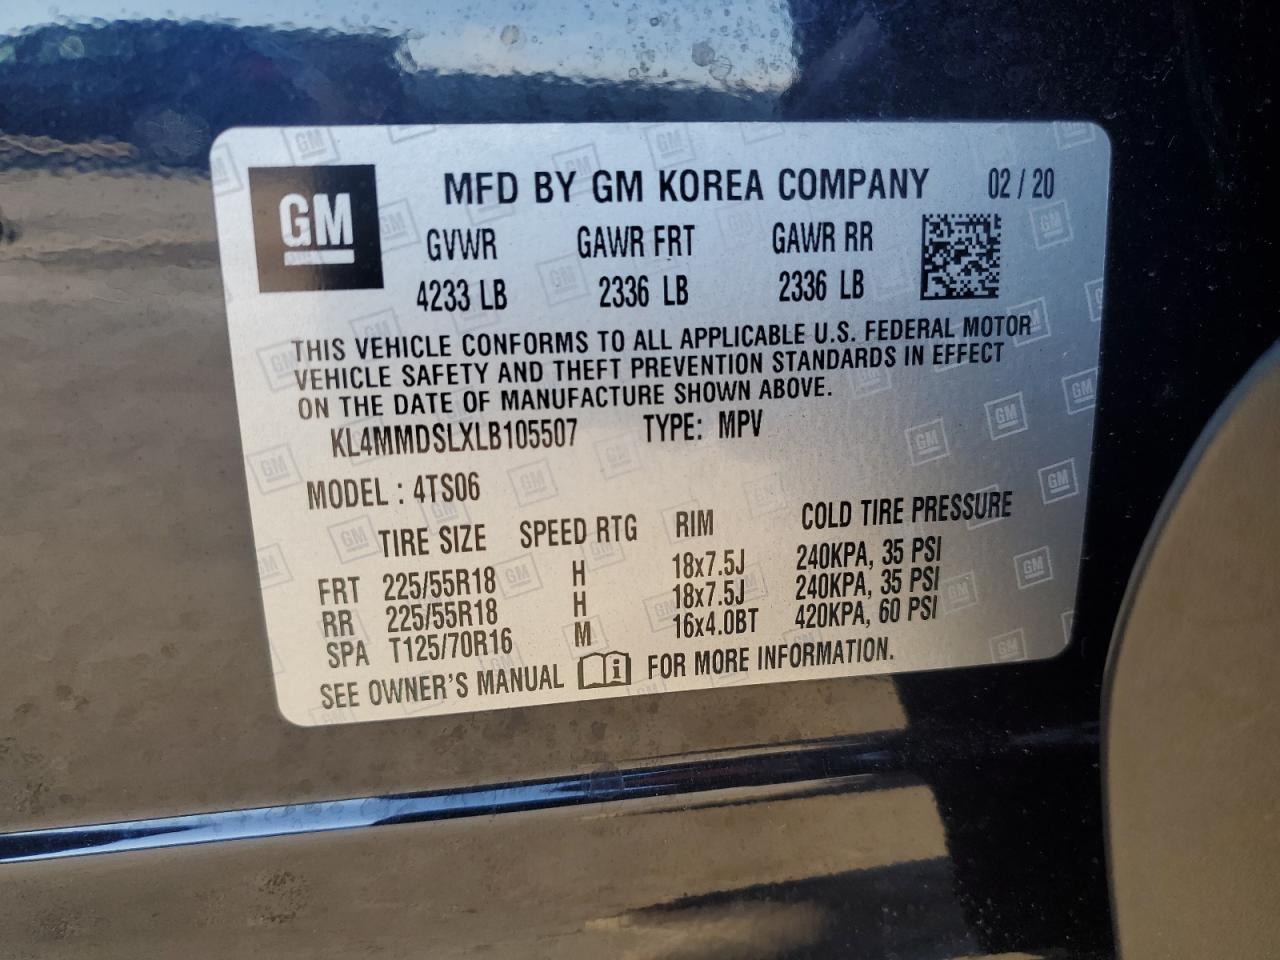 GM MFD BY GM KOREA COMPANY 02 / 20
GVWR GAWR FRT GAWR RR
4233 LB 2336 LB 2336 LB
THIS VEHICLE CONFORMS TO ALL APPLICABLE U.S. FEDERAL MOTOR
VEHICLE SAFETY AND THEFT PREVENTION STANDARDS IN EFFECT
ON THE DATE OF MANUFACTURE SHOWN ABOVE.
KL4MMDSLXLB105507 TYPE: MPV
MODEL : 4TS06
TIRE SIZE SPEED RTG RIM COLD TIRE PRESSURE
FRT 225/55R18 H 18x7.5J 240KPA, 35 PSI
RR 225/55R18 H 18x7.5J 240KPA, 35 PSI
SPA T125/70R16 M 16x4.0BT 420KPA, 60 PSI
SEE OWNER'S MANUAL FOR MORE INFORMATION.